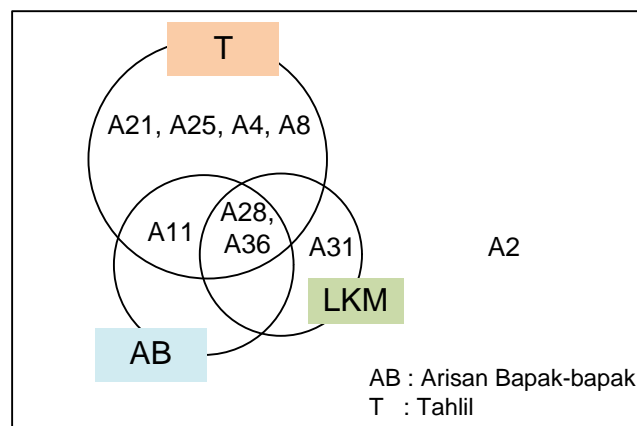 T
A21, A25, A4, A8
A28,
A11
A36
A31
A2
LKM
AB
AB : Arisan Bapak-bapak
T : Tahlil